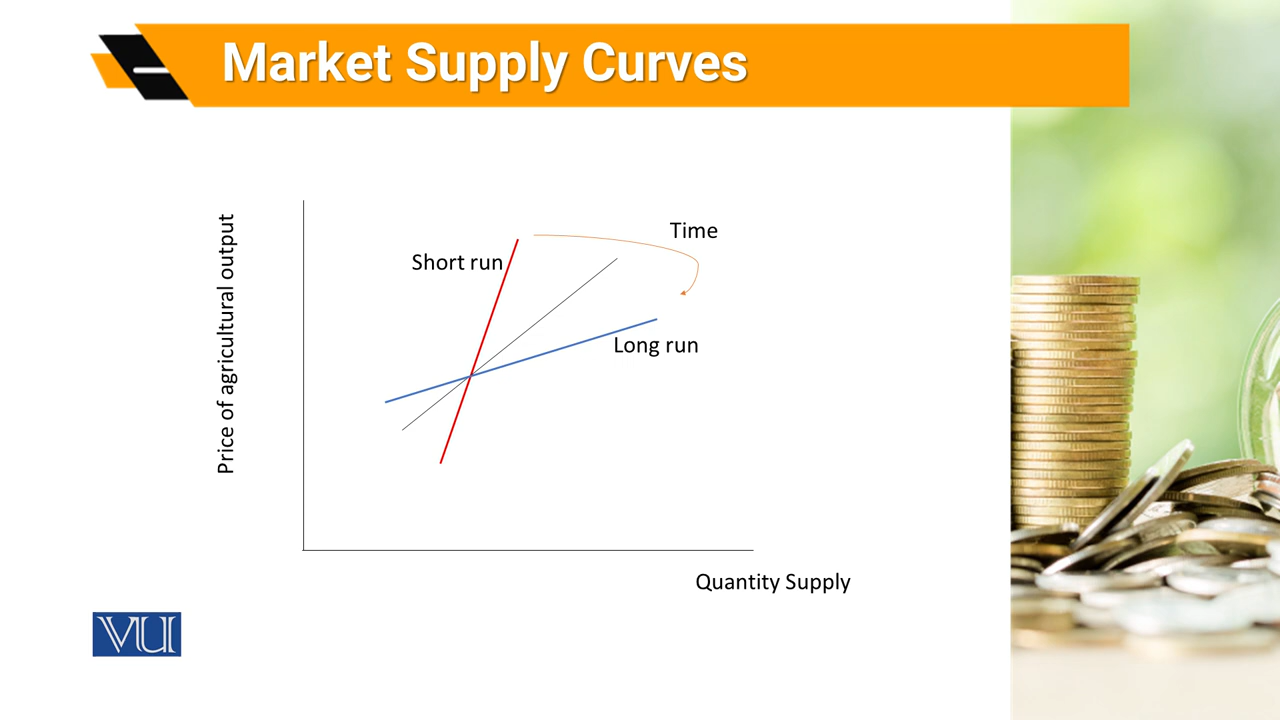 Market Supply Curves
Price of agricultural output
Short run
Time
Long run
Quantity Supply
VU